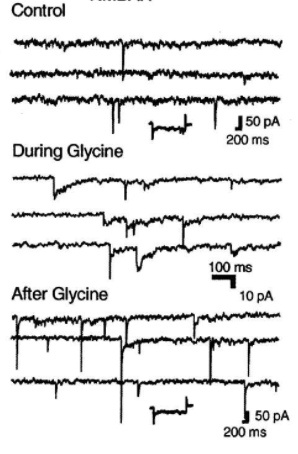 Control
50 pA
200 ms
During Glycine
100 ms
10 pA
After Glycine
50 pA
200 ms